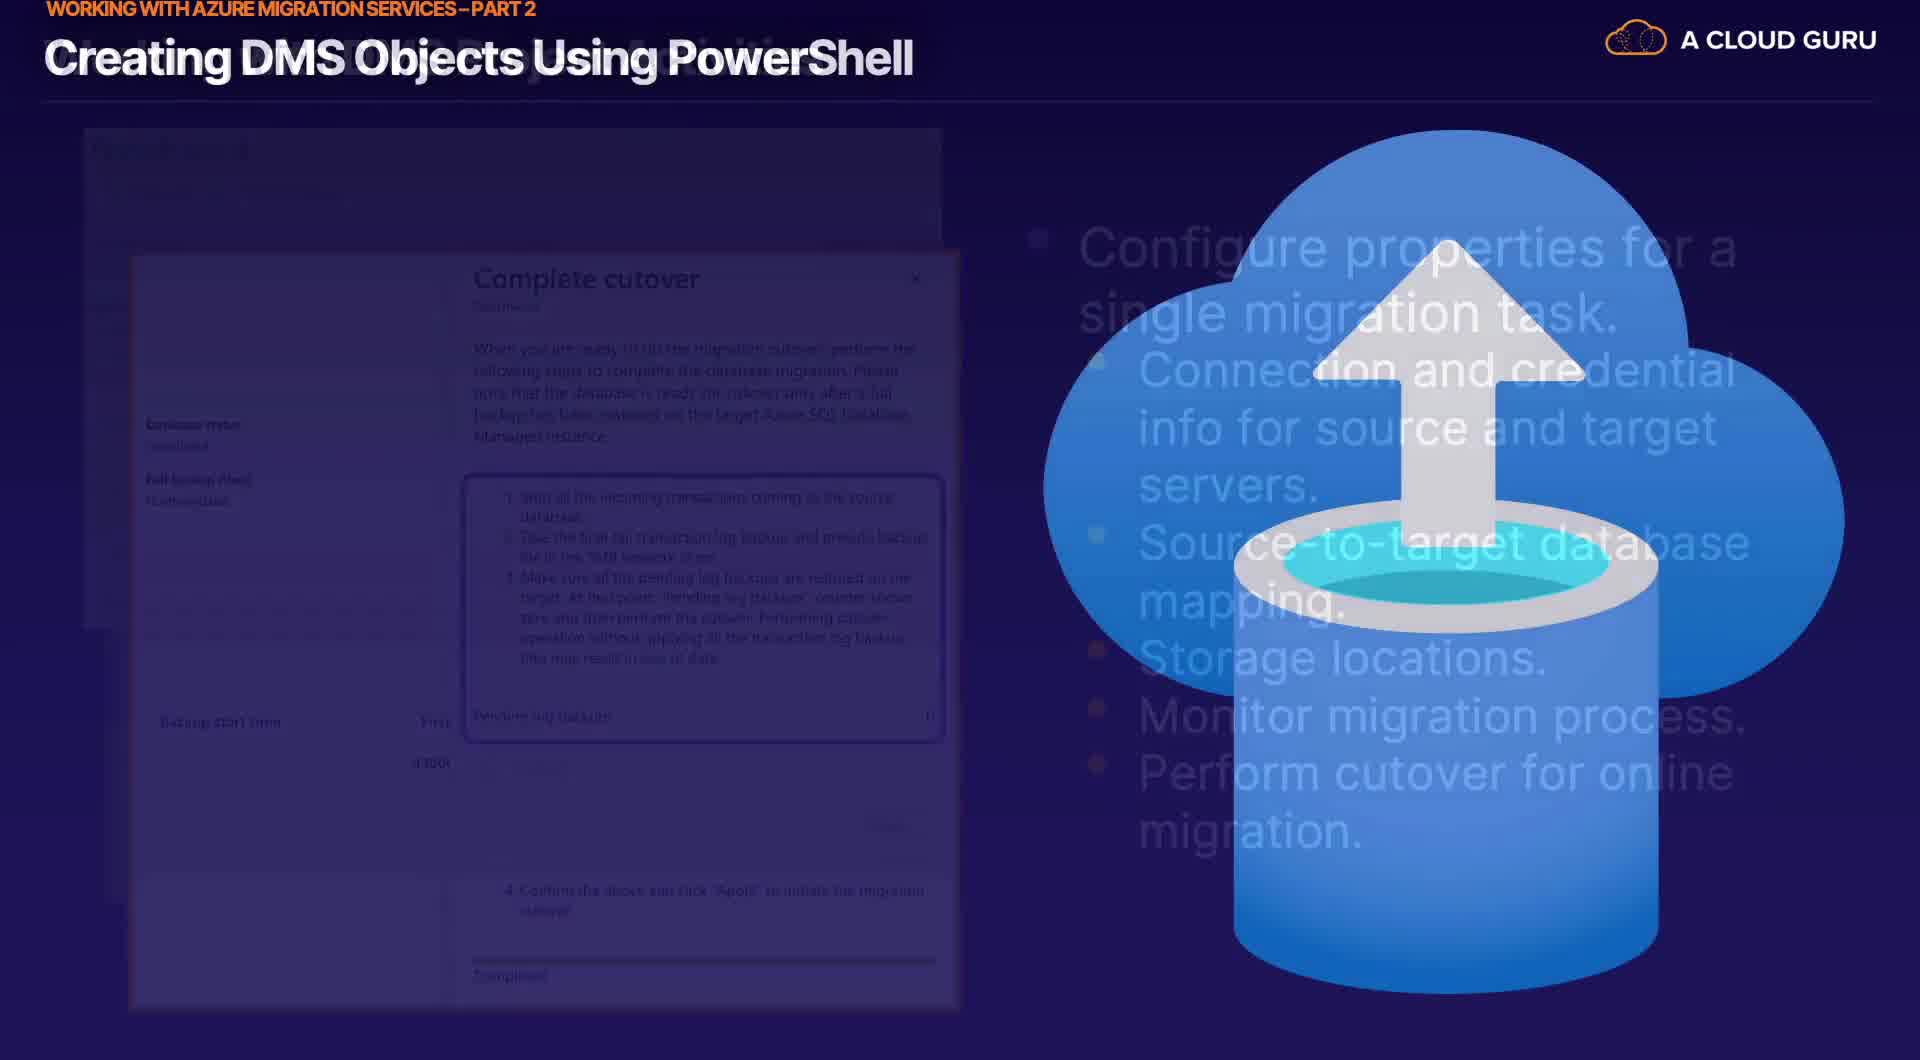 WORKING WITH AZURE MIGRATION SERVICES – PART 2
Creating DMS Objects Using PowerShell
A CLOUD GURU
Complete cutover
When you are ready to do the migration cutover, perform the
following steps to complete the database migration. Please
note that the database is ready for cutover only after a full
backup has been restored on the target Azure SQL Database
Managed Instance.
1. Stop all the incoming transactions coming to the source
database.
2. Take the final tail transaction log backup and provide backup
file in the SMB network share.
3. Make sure all the pending log backups are restored on the
target. At that point, "Pending log backups" counter shows
zero and then perform the cutover. Performing cutover
operation without applying all the transaction log backup
files may result in loss of data.
Pending log backups
Full backup file(s)
Backup start time
First
4. Confirm the above and click "Apply" to initiate the migration
cutover.
Completed
Configure properties for a
single migration task.
Connection and credential
info for source and target
servers.
Source-to-target database
mapping.
Storage locations.
Monitor migration process.
Perform cutover for online
migration.